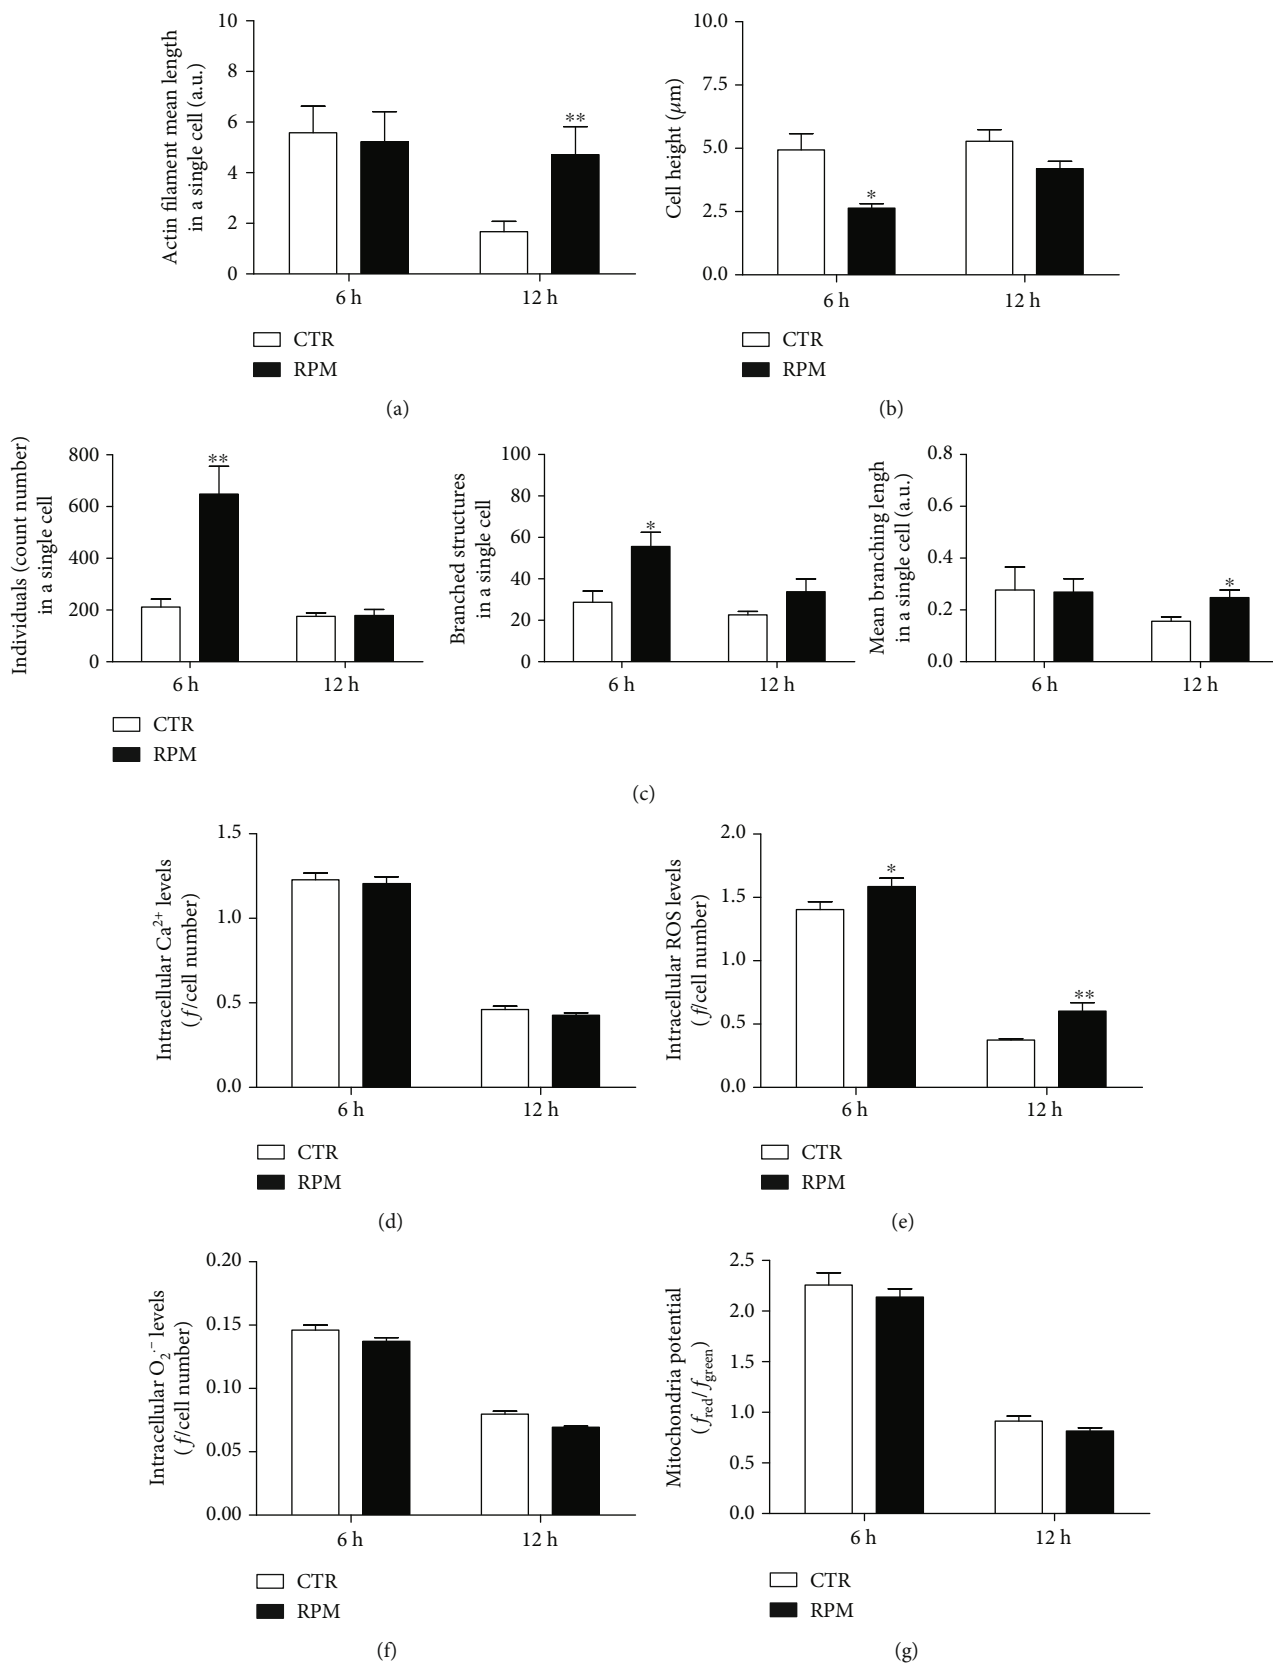 Actin filament mean length
in a single cell (a.u.)
10
8
6
4
2
0
**
6 h
12 h
CTR
RPM
(a)
Cell height (μm)
10.0
7.5
5.0
2.5
0.0
*
6 h
12 h
CTR
RPM
(b)
Individuals (count number)
in a single cell
800
600
400
200
0
**
6 h
12 h
CTR
RPM
Branched structures
in a single cell
100
80
60
40
20
0
*
6 h
12 h
Mean branching lengh
in a single cell (a.u.)
0.8
0.6
0.4
0.2
0.0
*
6 h
12 h
(c)
Intracellular Ca²⁺ levels
(f/cell number)
1.5
1.0
0.5
0.0
6 h
12 h
CTR
RPM
(d)
Intracellular ROS levels
(f/cell number)
2.0
1.5
1.0
0.5
0.0
*
**
6 h
12 h
CTR
RPM
(e)
Intracellular O₂·⁻ levels
(f/cell number)
0.20
0.15
0.10
0.05
0.00
6 h
12 h
CTR
RPM
(f)
Mitochondria potential
(f_red/f_green)
2.5
2.0
1.5
1.0
0.5
0.0
6 h
12 h
CTR
RPM
(g)